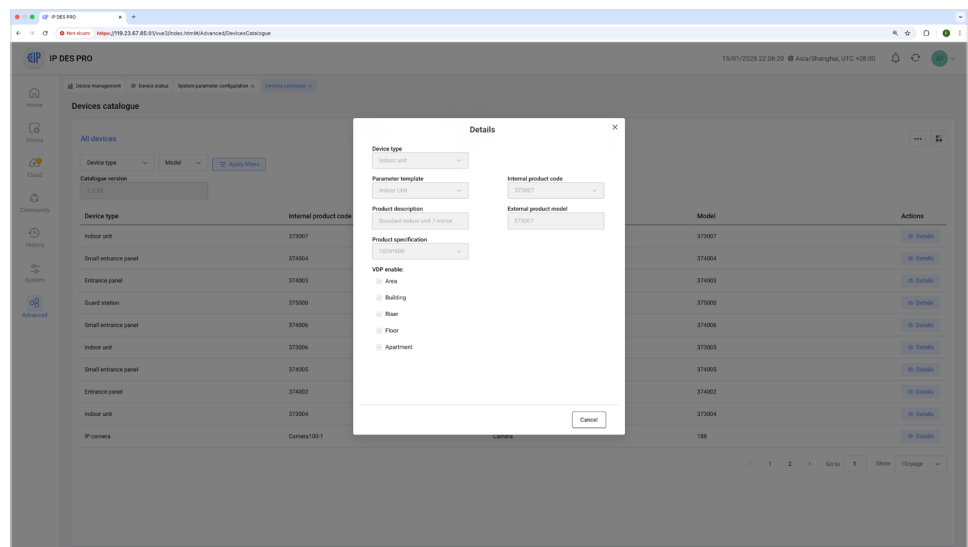 IP DES PRO
Non sicuro https://119.23.67.85:81/vue3/index.html#/Advanced/DevicesCatalogue
IP DES PRO
15/01/2025 22:06:20 @ Asia/Shanghai, UTC +08:00
Device management Device status System parameter configuration Devices catalogue
Home
Devices catalogue
Device
All devices
Device type Model Apply filters
Cloud
Catalogue version
Community
Device type Internal product code Model Actions
History
Indoor unit 373007 373007 Details
Small entrance panel 374004 374004 Details
System
Entrance panel 374003 374003 Details
Advanced
Guard station 375000 375000 Details
Small entrance panel 374006 374006 Details
Indoor unit 373006 373005 Details
Small entrance panel 374005 374005 Details
Entrance panel 374002 374002 Details
Indoor unit 373004 373004 Details
IP camera Camera100-1 Camera 188 Details
1 2 Go to 1 Show 10/page
Details
Device type
Indoor unit
Parameter template Internal product code
Indoor Unit 373007
Product description External product model
Standard indoor unit 7 mirror 373007
Product specification
1024*600
VDP enable:
Area
Building
Riser
Floor
Apartment
Cancel